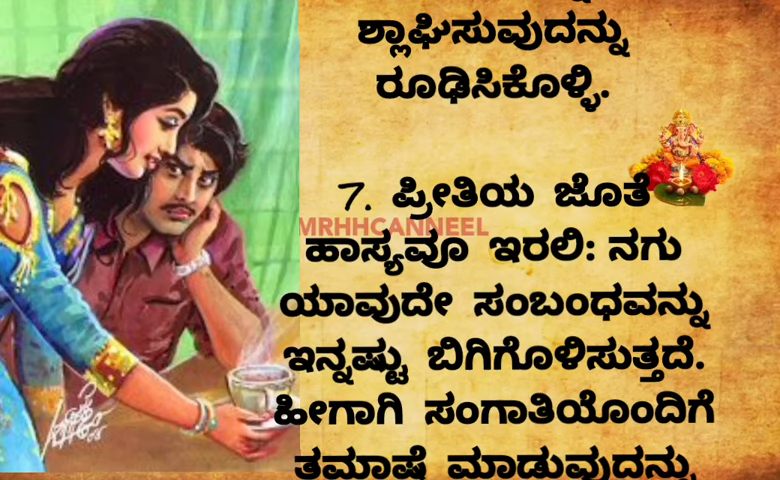 ಶ್ಲಾಘಿಸುವುದನ್ನು
ರೂಢಿಸಿಕೊಳ್ಳಿ.
7. ಪ್ರೀತಿಯ ಜೊತೆ
MRHHCANNEEL
ಹಾಸ್ಯವೂ ಇರಲಿ: ನಗು
ಯಾವುದೇ ಸಂಬಂಧವನ್ನು
ಇನ್ನಷ್ಟು ಬಿಗಿಗೊಳಿಸುತ್ತದೆ.
ಹೀಗಾಗಿ ಸಂಗಾತಿಯೊಂದಿಗೆ
ತಮಾಷೆ ಮಾಡುವುದನ್ನು